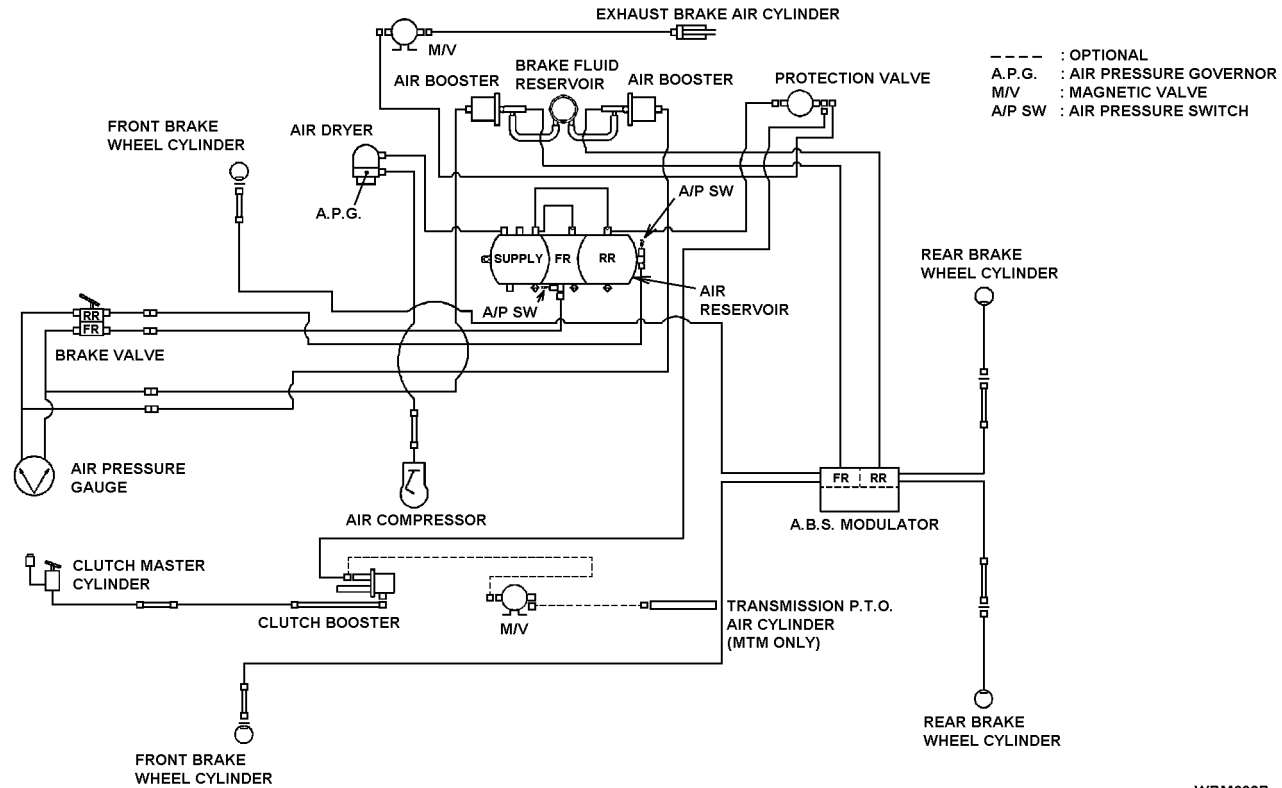 EXHAUST BRAKE AIR CYLINDER
M/V
AIR BOOSTER
BRAKE FLUID
RESERVOIR
AIR BOOSTER
PROTECTION VALVE
: OPTIONAL
A.P.G. : AIR PRESSURE GOVERNOR
M/V : MAGNETIC VALVE
A/P SW : AIR PRESSURE SWITCH
FRONT BRAKE
WHEEL CYLINDER
AIR DRYER
A.P.G.
A/P SW
SUPPLY
FR
RR
A/P SW
AIR
RESERVOIR
REAR BRAKE
WHEEL CYLINDER
RR
FR
BRAKE VALVE
AIR PRESSURE
GAUGE
AIR COMPRESSOR
FR
RR
A.B.S. MODULATOR
CLUTCH MASTER
CYLINDER
CLUTCH BOOSTER
M/V
TRANSMISSION P.T.O.
AIR CYLINDER
(MTM ONLY)
FRONT BRAKE
WHEEL CYLINDER
REAR BRAKE
WHEEL CYLINDER